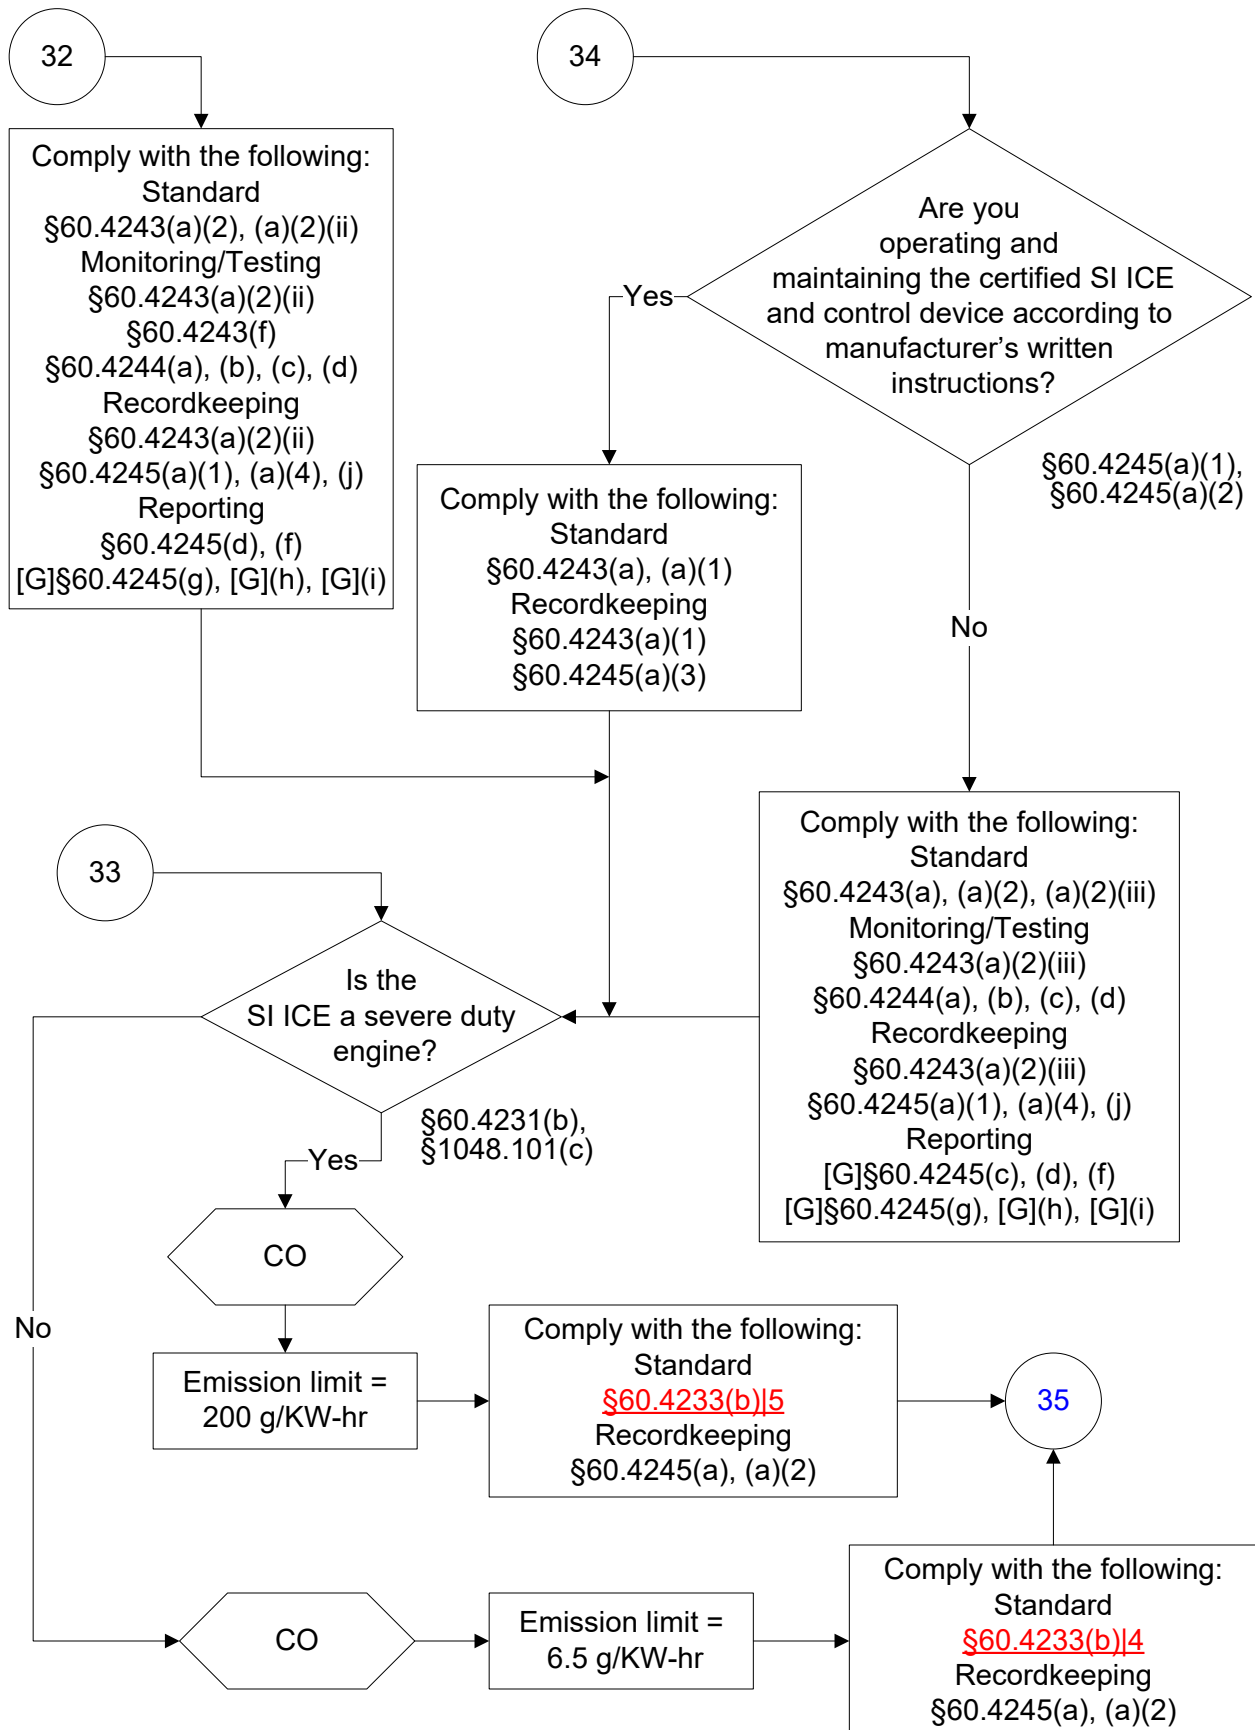 32
34
Comply with the following:
Standard
§60.4243(a)(2), (a)(2)(ii)
Monitoring/Testing
§60.4243(a)(2)(ii)
§60.4243(f)
§60.4244(a), (b), (c), (d)
Recordkeeping
§60.4243(a)(2)(ii)
§60.4245(a)(1), (a)(4), (j)
Reporting
§60.4245(d), (f)
[G]§60.4245(g), [G](h), [G](i)
Are you
operating and
maintaining the certified SI ICE
and control device according to
manufacturer's written
instructions?
Yes
§60.4245(a)(1),
§60.4245(a)(2)
Comply with the following:
Standard
§60.4243(a), (a)(1)
Recordkeeping
§60.4243(a)(1)
§60.4245(a)(3)
No
33
Comply with the following:
Standard
§60.4243(a), (a)(2), (a)(2)(iii)
Monitoring/Testing
§60.4243(a)(2)(iii)
§60.4244(a), (b), (c), (d)
Recordkeeping
§60.4243(a)(2)(iii)
§60.4245(a)(1), (a)(4), (j)
Reporting
[G]§60.4245(c), (d), (f)
[G]§60.4245(g), [G](h), [G](i)
Is the
SI ICE a severe duty
engine?
§60.4231(b),
§1048.101(c)
Yes
CO
No
Emission limit =
200 g/KW-hr
Comply with the following:
Standard
§60.4233(b)|5
Recordkeeping
§60.4245(a), (a)(2)
35
CO
Emission limit =
6.5 g/KW-hr
Comply with the following:
Standard
§60.4233(b)|4
Recordkeeping
§60.4245(a), (a)(2)